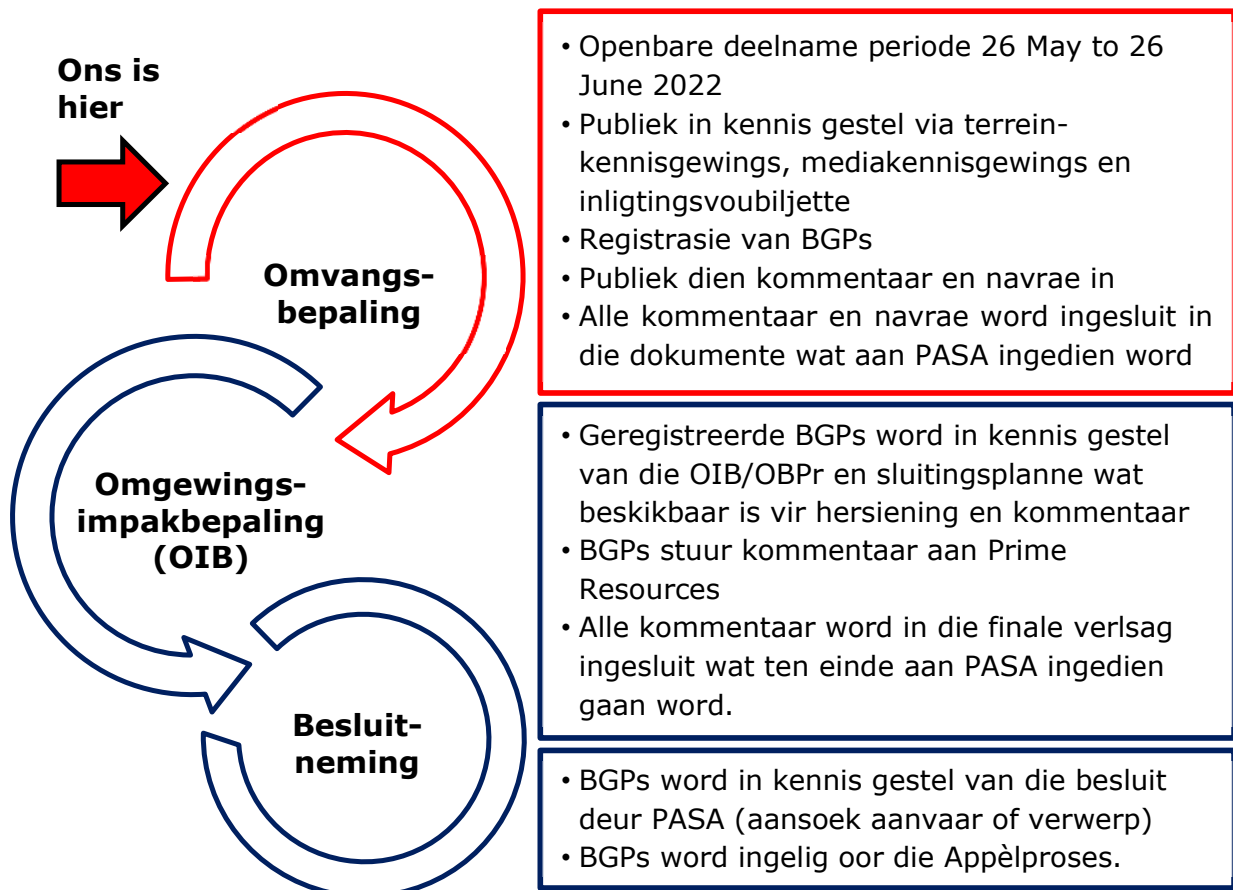 Ons is
hier
Omvangs-
bepaling
• Openbare deelname periode 26 May to 26
June 2022
• Publiek in kennis gestel via terrein-
kennisgewings, mediakennisgewings en
inligtingsvoubiljette
• Registrasie van BGPs
• Publiek dien kommentaar en navrae in
• Alle kommentaar en navrae word ingesluit in
die dokumente wat aan PASA ingedien word
Omgewings-
impakbepaling
(OIB)
• Geregistreerde BGPs word in kennis gestel
van die OIB/OBPr en sluitingsplanne wat
beskikbaar is vir hersiening en kommentaar
• BGPs stuur kommentaar aan Prime
Resources
• Alle kommentaar word in die finale verlsag
ingesluit wat ten einde aan PASA ingedien
gaan word.
Besluit-
neming
• BGPs word in kennis gestel van die besluit
deur PASA (aansoek aanvaar of verwerp)
• BGPs word ingelig oor die Appèlproses.